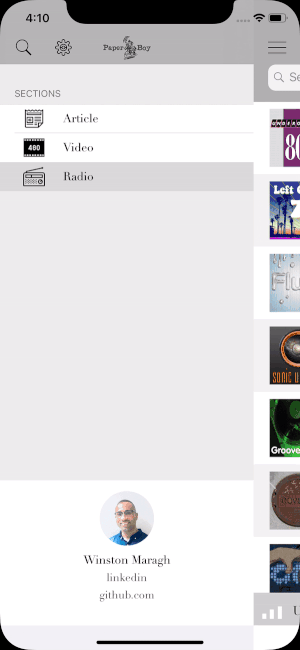 4:10
Paper Boy
Se
SECTIONS
Article
480
Video
Radio
Left C
Flu
SONIC U
Groove
Winston Maragh
linkedin
github.com